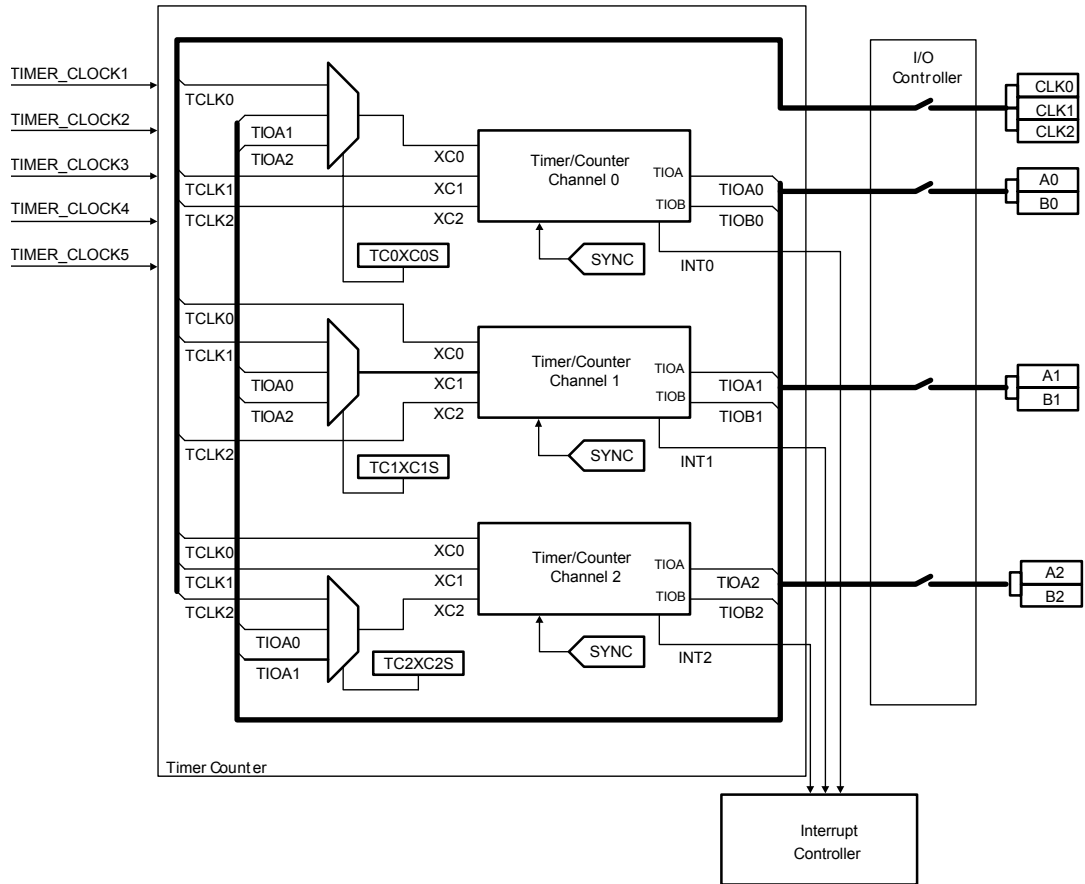 TIMER_CLOCK1
TIMER_CLOCK2
TIMER_CLOCK3
TIMER_CLOCK4
TIMER_CLOCK5
TCLK0
TIOA1
TIOA2
TCLK1
TCLK2
XC0
XC1
XC2
TC0XC0S
Timer/Counter
Channel 0
TIOA
TIOB
TIOA0
TIOB0
SYNC
INT0
TCLK0
TCLK1
TIOA0
TIOA2
TCLK2
XC0
XC1
XC2
TC1XC1S
Timer/Counter
Channel 1
TIOA
TIOB
TIOA1
TIOB1
SYNC
INT1
TCLK0
TCLK1
TCLK2
TIOA0
TIOA1
XC0
XC1
XC2
TC2XC2S
Timer/Counter
Channel 2
TIOA
TIOB
TIOA2
TIOB2
SYNC
INT2
Timer Counter
I/O
Controller
CLK0
CLK1
CLK2
A0
B0
A1
B1
A2
B2
Interrupt
Controller